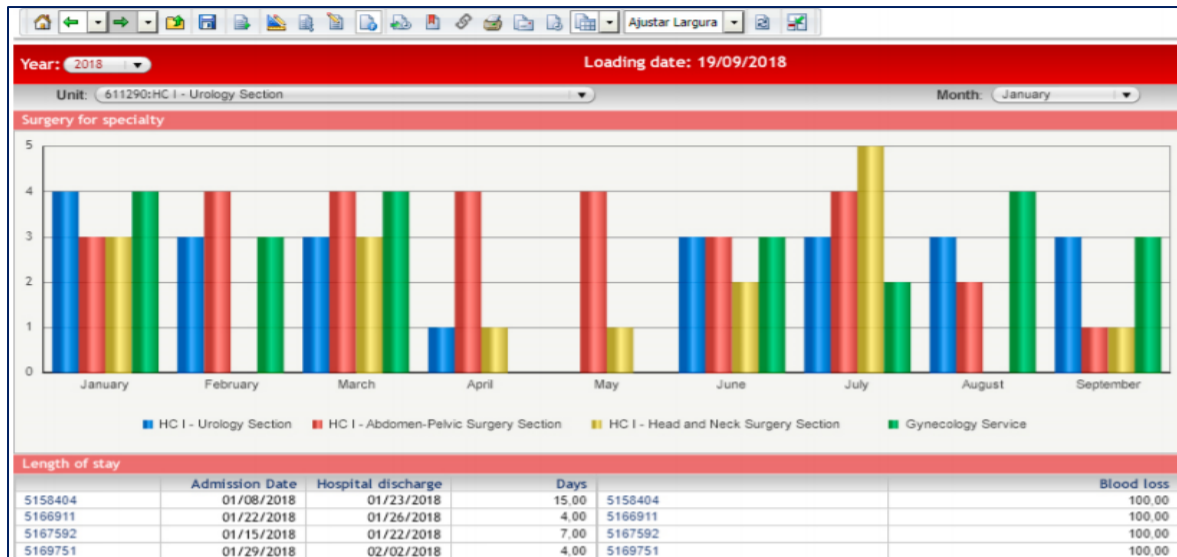 Ajustar Largura
Year: 2018 Loading date: 19/09/2018
Unit: 611290:HC I - Urology Section Month: January
Surgery for specialty
5
4
3
2
1
0
January February March April May June July August September
HC I - Urology Section HC I - Abdomen-Pelvic Surgery Section HC I - Head and Neck Surgery Section Gynecology Service
Length of stay
Admission Date Hospital discharge Days Blood loss
5158404 01/08/2018 01/23/2018 15,00 5158404 100,00
5166911 01/22/2018 01/26/2018 4,00 5166911 100,00
5167592 01/15/2018 01/22/2018 7,00 5167592 100,00
5169751 01/29/2018 02/02/2018 4,00 5169751 100,00